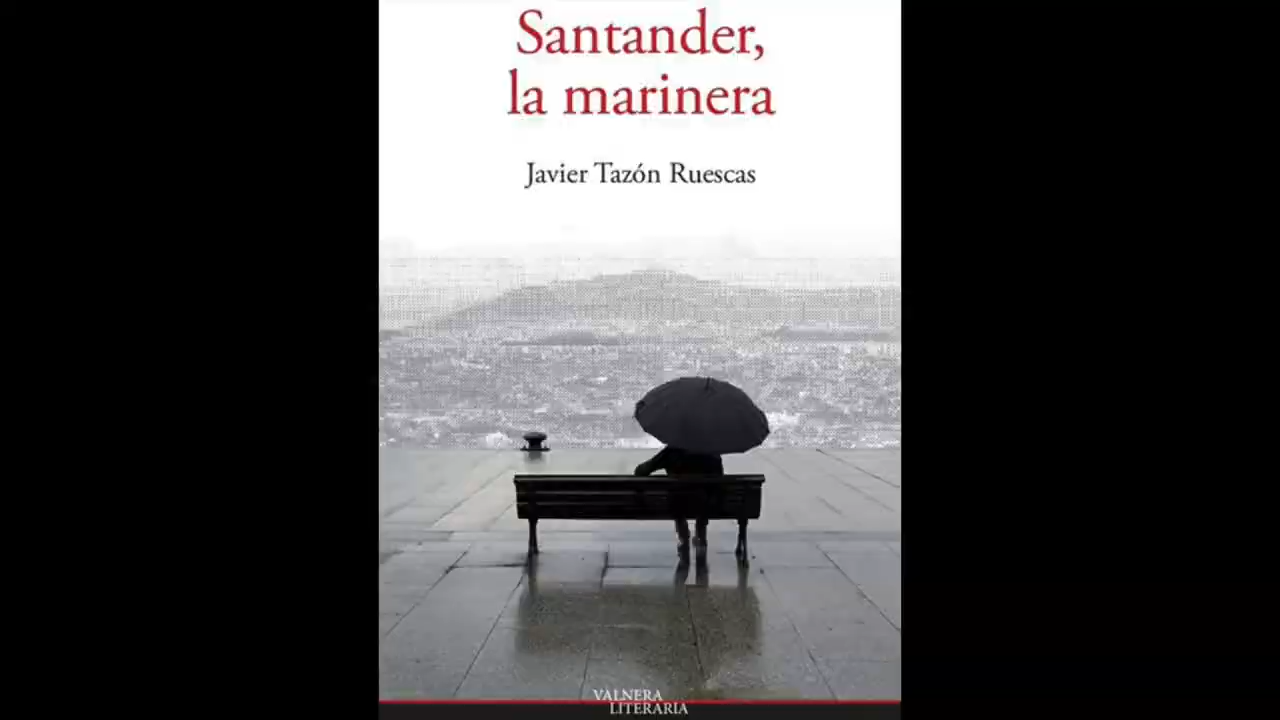 Santander,
la marinera
Javier Tazón Ruescas
VALNERA
LITERARIA